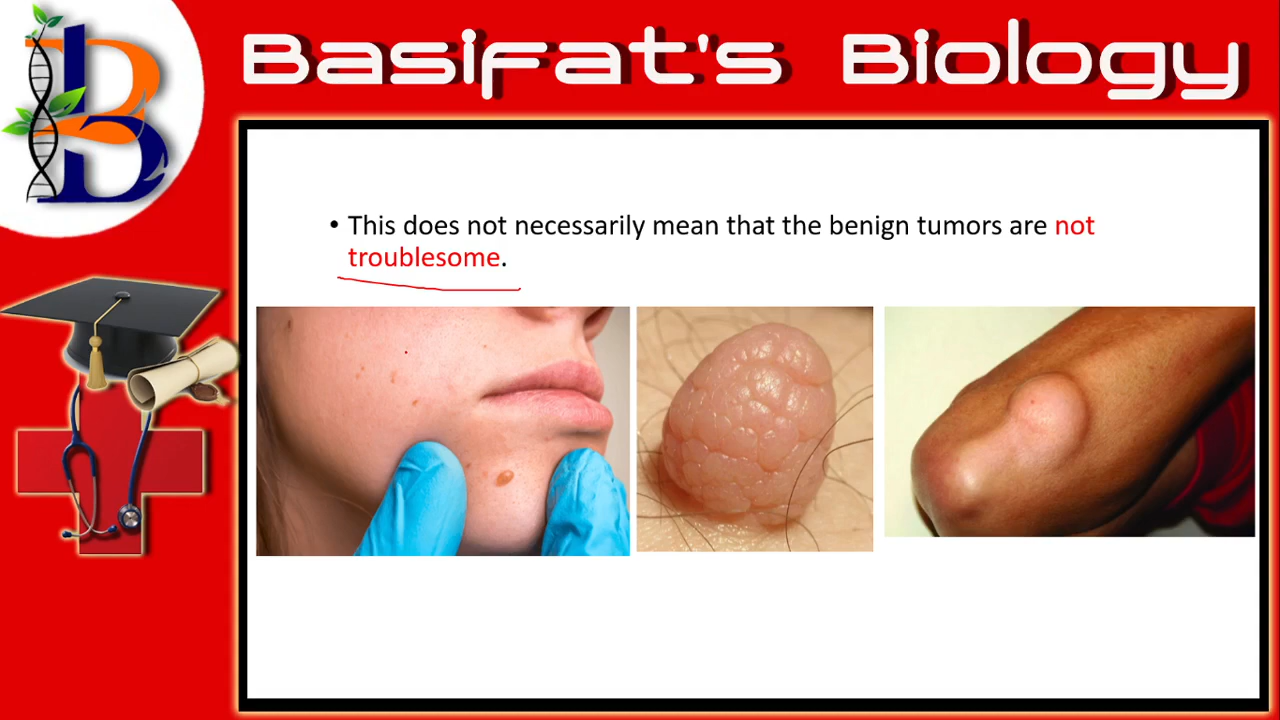 Basifat's Biology
B
• This does not necessarily mean that the benign tumors are not
troublesome.